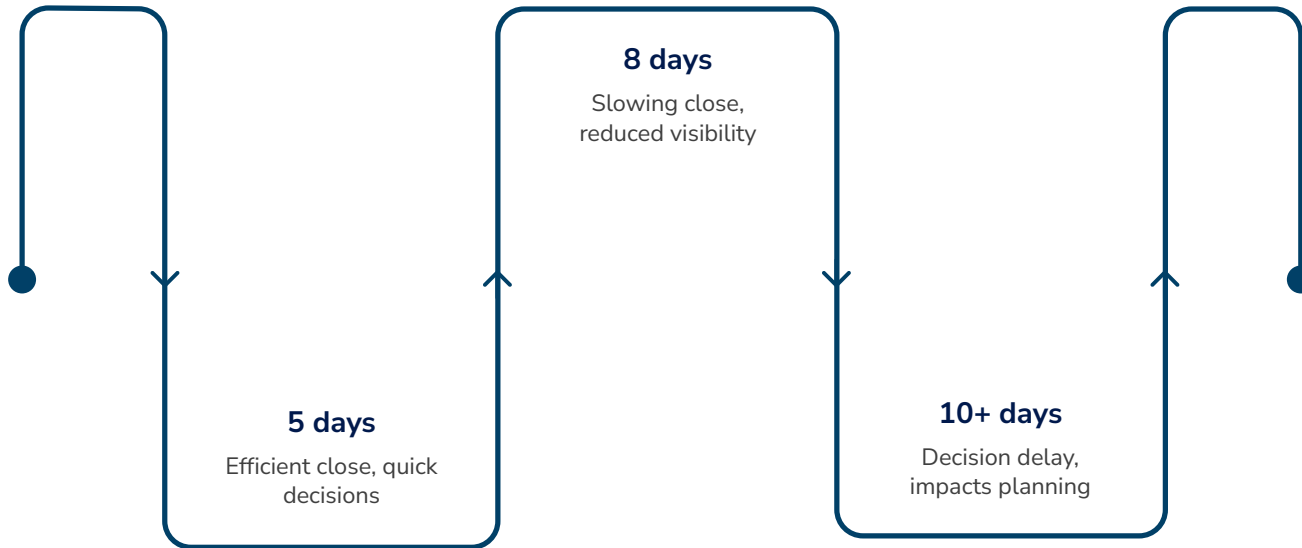 5 days
Efficient close, quick
decisions
8 days
Slowing close,
reduced visibility
10+ days
Decision delay,
impacts planning